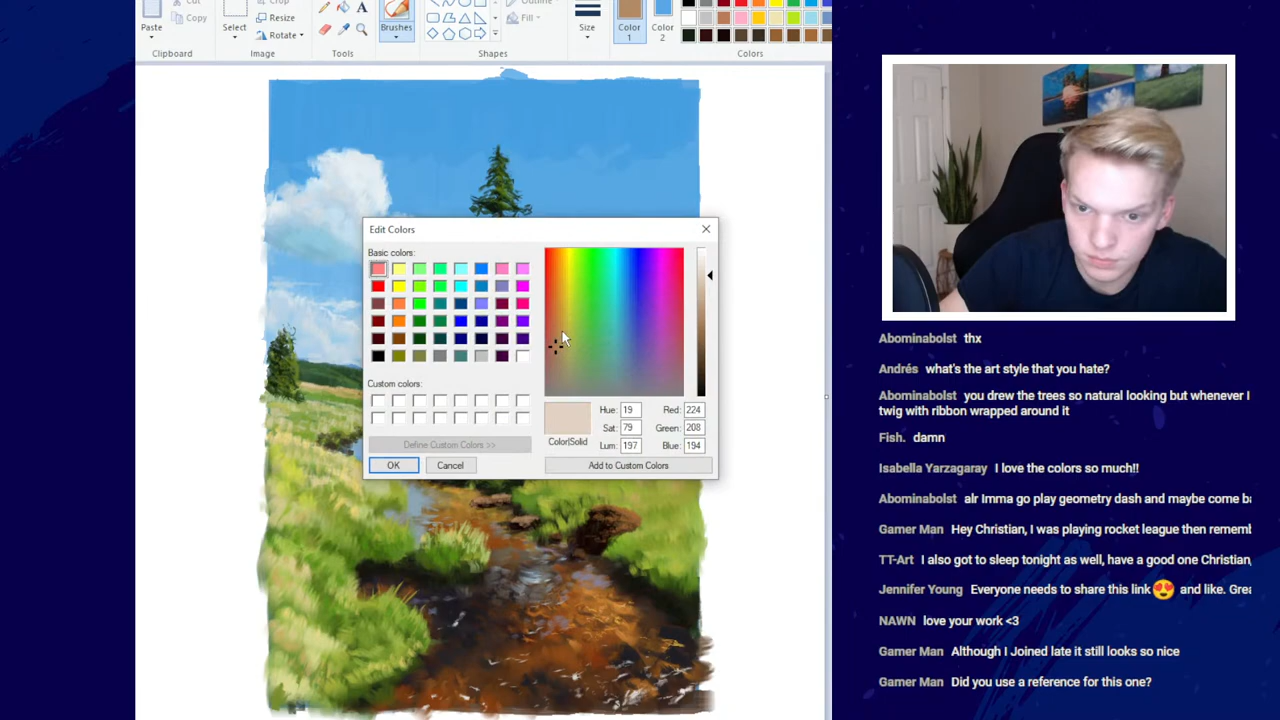 Crop
Outline
Paste
Cut
Copy
Select
Resize
Rotate
Brushes
Fill
Size
Color
1
Color
2
Clipboard
Image
Tools
Shapes
Colors
Edit Colors
Basic colors:
Custom colors:
Define Custom Colors >>
OK
Cancel
Color|Solid
Hue: 19
Sat: 79
Lum: 197
Red: 224
Green: 208
Blue: 194
Add to Custom Colors
Abominabolst thx
Andrés what's the art style that you hate?
Abominabolst you drew the trees so natural looking but whenever I
twig with ribbon wrapped around it
Fish. damn
Isabella Yarzagaray I love the colors so much!!
Abominabolst alr Imma go play geometry dash and maybe come ba
Gamer Man Hey Christian, I was playing rocket league then rememb
TT-Art I also got to sleep tonight as well, have a good one Christian,
Jennifer Young Everyone needs to share this link 😍 and like. Grea
NAWN love your work <3
Gamer Man Although I Joined late it still looks so nice
Gamer Man Did you use a reference for this one?